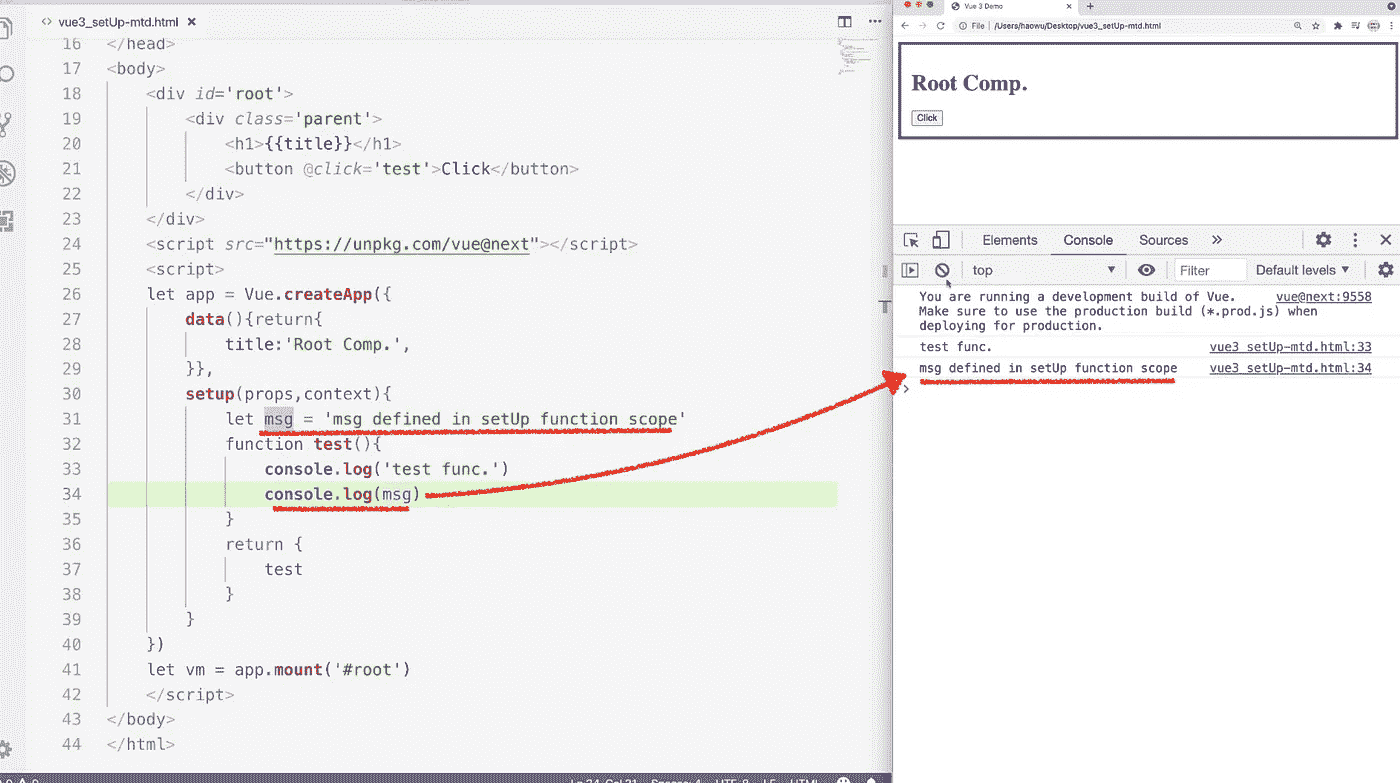 vue3_setUp-mtd.html
16 </head>
17 <body>
18 <div id='root'>
19 <div class='parent'>
20 <h1>{{title}}</h1>
21 <button @click='test'>Click</button>
22 </div>
23 </div>
24 <script src="https://unpkg.com/vue@next"></script>
25 <script>
26 let app = Vue.createApp({
27 data(){return{
28 title:'Root Comp.',
29 }},
30 setup(props,context){
31 let msg = 'msg defined in setUp function scope'
32 function test(){
33 console.log('test func.')
34 console.log(msg)
35 }
36 return {
37 test
38 }
39 }
40 })
41 let vm = app.mount('#root')
42 </script>
43 </body>
44 </html>
Vue 3 Demo
File /Users/haowu/Desktop/vue3_setUp-mtd.html
Root Comp.
Click
Elements Console Sources
top Filter Default levels
You are running a development build of Vue. vue@next:9558
Make sure to use the production build (*.prod.js) when
deploying for production.
test func. vue3_setUp-mtd.html:33
msg defined in setUp function scope vue3_setUp-mtd.html:34